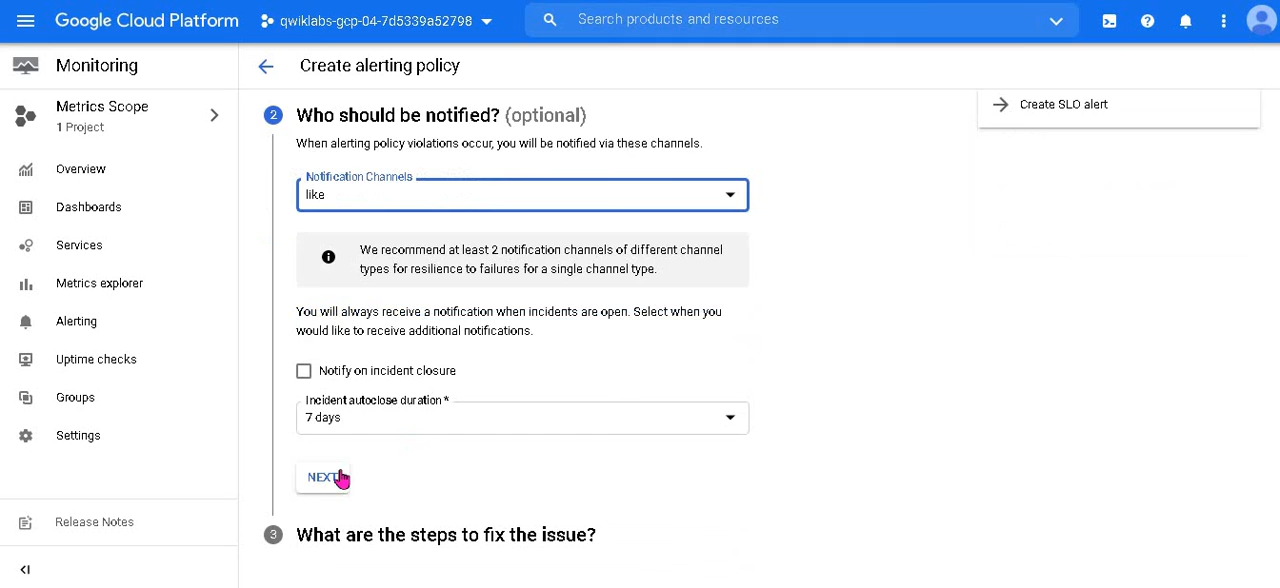 Google Cloud Platform
qwiklabs-gcp-04-7d5339a52798
Search products and resources
Monitoring
Create alerting policy
Metrics Scope
1 Project
Overview
Dashboards
Services
Metrics explorer
Alerting
Uptime checks
Groups
Settings
Release Notes
2 Who should be notified? (optional)
When alerting policy violations occur, you will be notified via these channels.
Notification Channels
like
We recommend at least 2 notification channels of different channel
types for resilience to failures for a single channel type.
You will always receive a notification when incidents are open. Select when you
would like to receive additional notifications.
Notify on incident closure
Incident autoclose duration *
7 days
NEXT
3 What are the steps to fix the issue?
Create SLO alert